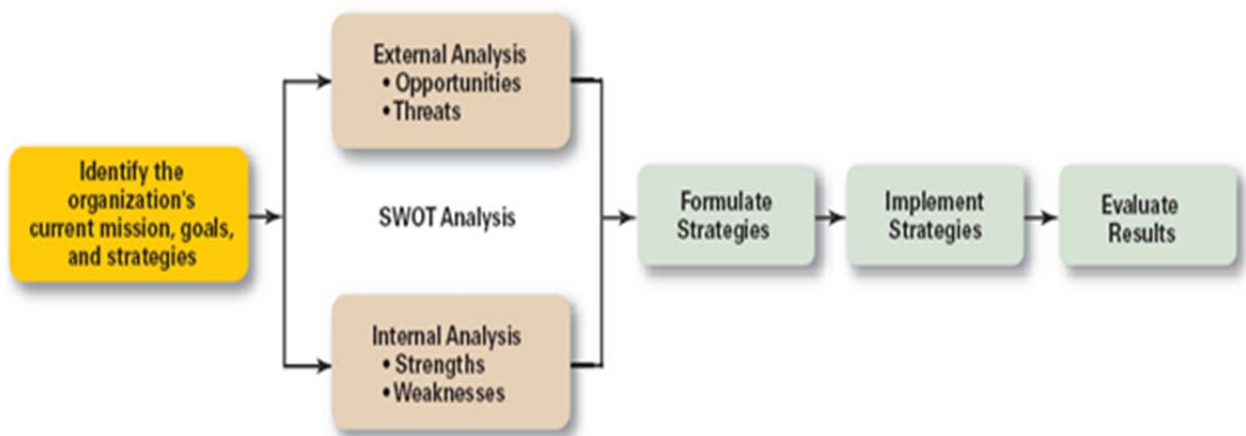 Identify the
organization's
current mission, goals,
and strategies
External Analysis
• Opportunities
• Threats
SWOT Analysis
Internal Analysis
• Strengths
• Weaknesses
Formulate
Strategies
Implement
Strategies
Evaluate
Results